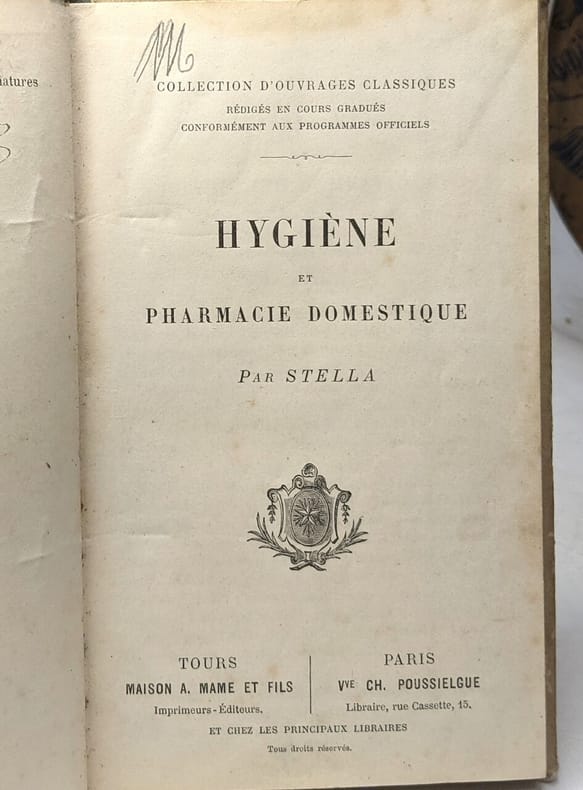 iatures
COLLECTION D'OUVRAGES CLASSIQUES
RÉDIGÉS EN COURS GRADUÉS
CONFORMÉMENT AUX PROGRAMMES OFFICIELS
HYGIÈNE
ET
PHARMACIE DOMESTIQUE
PAR STELLA
TOURS
MAISON A. MAME ET FILS
Imprimeurs-Éditeurs.
PARIS
VVE CH. POUSSIELGUE
Libraire, rue Cassette, 15.
ET CHEZ LES PRINCIPAUX LIBRAIRES
Tous droits réservés.